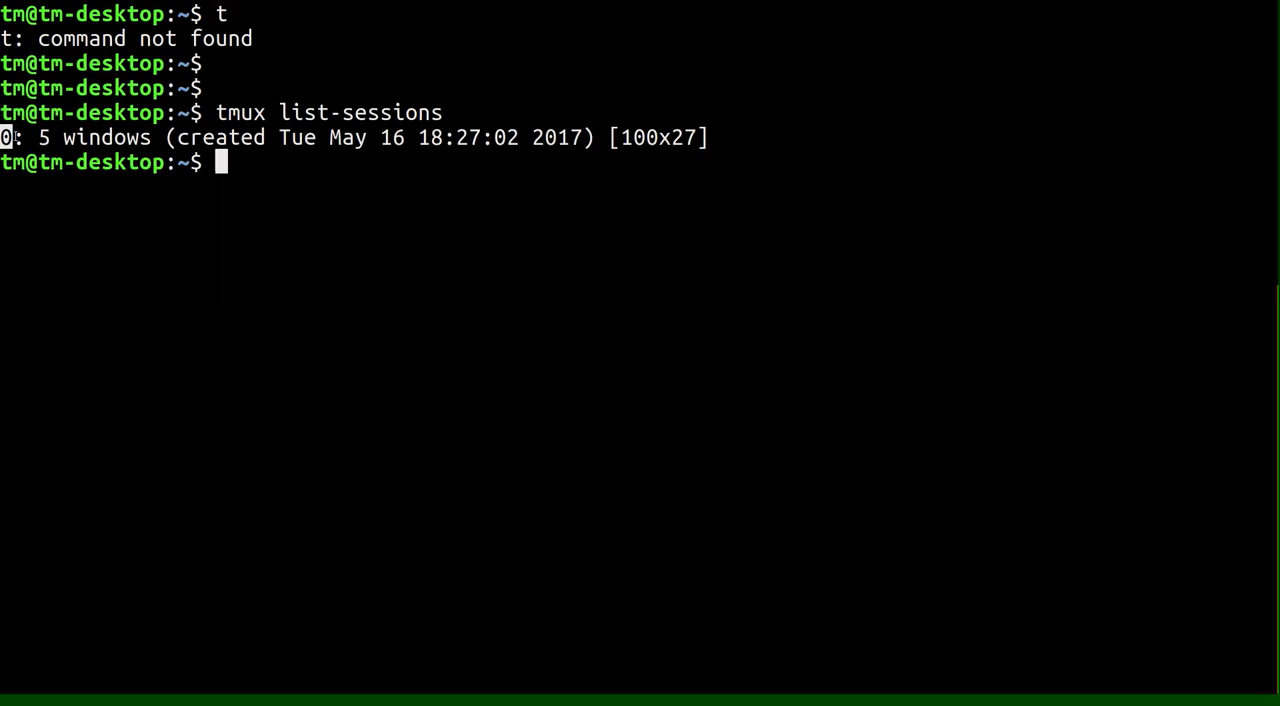 tm@tm-desktop:~$ t
t: command not found
tm@tm-desktop:~$
tm@tm-desktop:~$
tm@tm-desktop:~$ tmux list-sessions
0: 5 windows (created Tue May 16 18:27:02 2017) [100x27]
tm@tm-desktop:~$